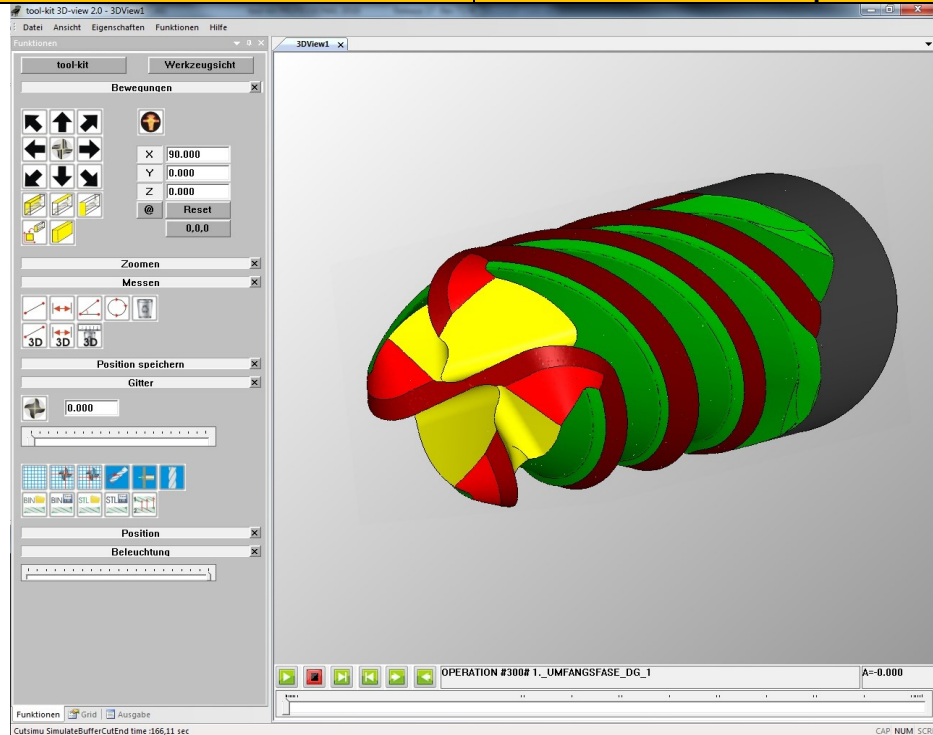 tool-kit 3D-view 2.0 - 3DView1
Datei Ansicht Eigenschaften Funktionen Hilfe
Funktionen
3DView1 x
tool-kit Werkzeugsicht
Bewegungen
X 90.000
Y 0.000
Z 0.000
@ Reset
0,0,0
Zoomen
Messen
3D 3D 3D
Position speichern
Gitter
0.000
BIN BIN STL STL
Position
Beleuchtung
OPERATION #300# 1._UMFANGSFASE_DG_1 A=-0.000
Funktionen Grid Ausgabe
Cutsimu SimulateBufferCutEnd time :166,11 sec CAP NUM SCRL